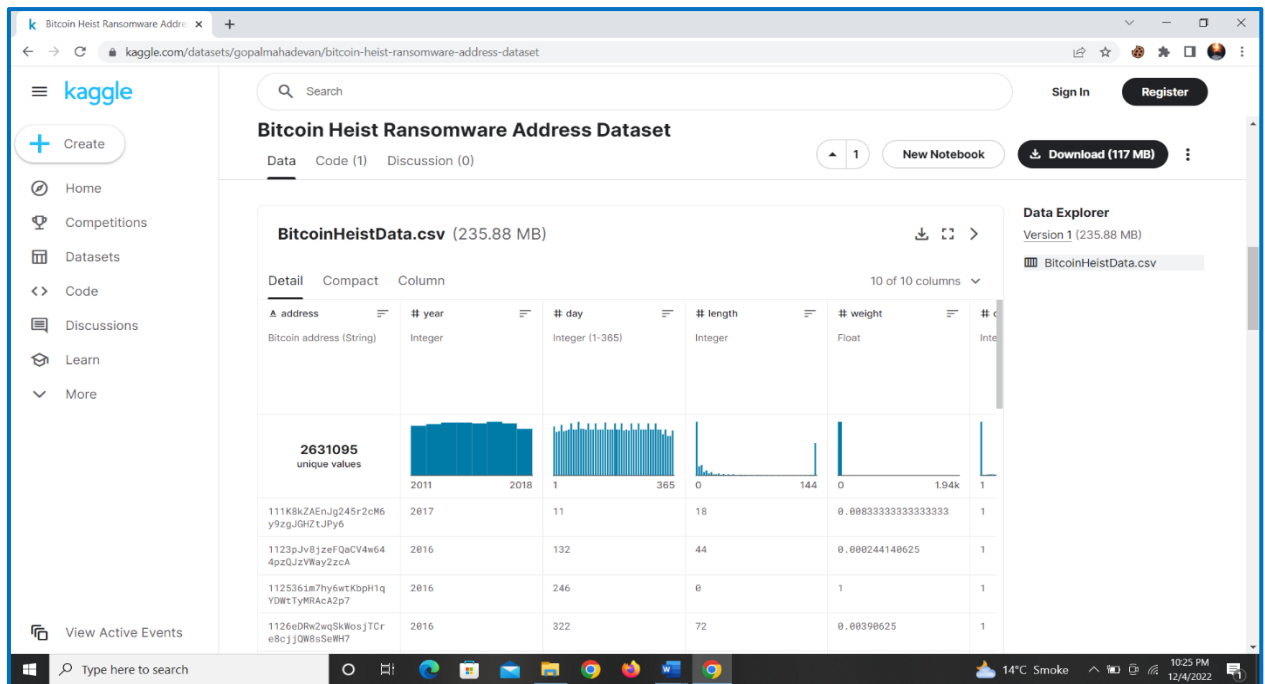 Bitcoin Heist Ransomware Addre
kaggle.com/datasets/gopalmahadevan/bitcoin-heist-ransomware-address-dataset
kaggle
Search
Sign In
Register
Create
Home
Competitions
Datasets
Code
Discussions
Learn
More
View Active Events
Bitcoin Heist Ransomware Address Dataset
Data Code (1) Discussion (0)
1
New Notebook
Download (117 MB)
BitcoinHeistData.csv (235.88 MB)
Detail Compact Column
10 of 10 columns
address # year # day # length # weight #
Bitcoin address (String) Integer Integer (1-365) Integer Float Inte
2631095
unique values
2011 2018 1 365 0 144 0 1.94k 1
111K8kZAEnJg245r2cM6 2017 11 18 0.00833333333333333 1
y9zgJGHZtJPy6
1123pJv8jzeFQaCV4w64 2016 132 44 0.000244140625 1
4pzQJzVWay2zcA
112536im7hy6wtKbpH1q 2016 246 0 1 1
YDWtTyMRAcA2p7
1126eDRw2wqSkWosjTCr 2016 322 72 0.00390625 1
e8cjjQW8sSeWH7
Data Explorer
Version 1 (235.88 MB)
BitcoinHeistData.csv
Type here to search
14°C Smoke
10:25 PM
12/4/2022